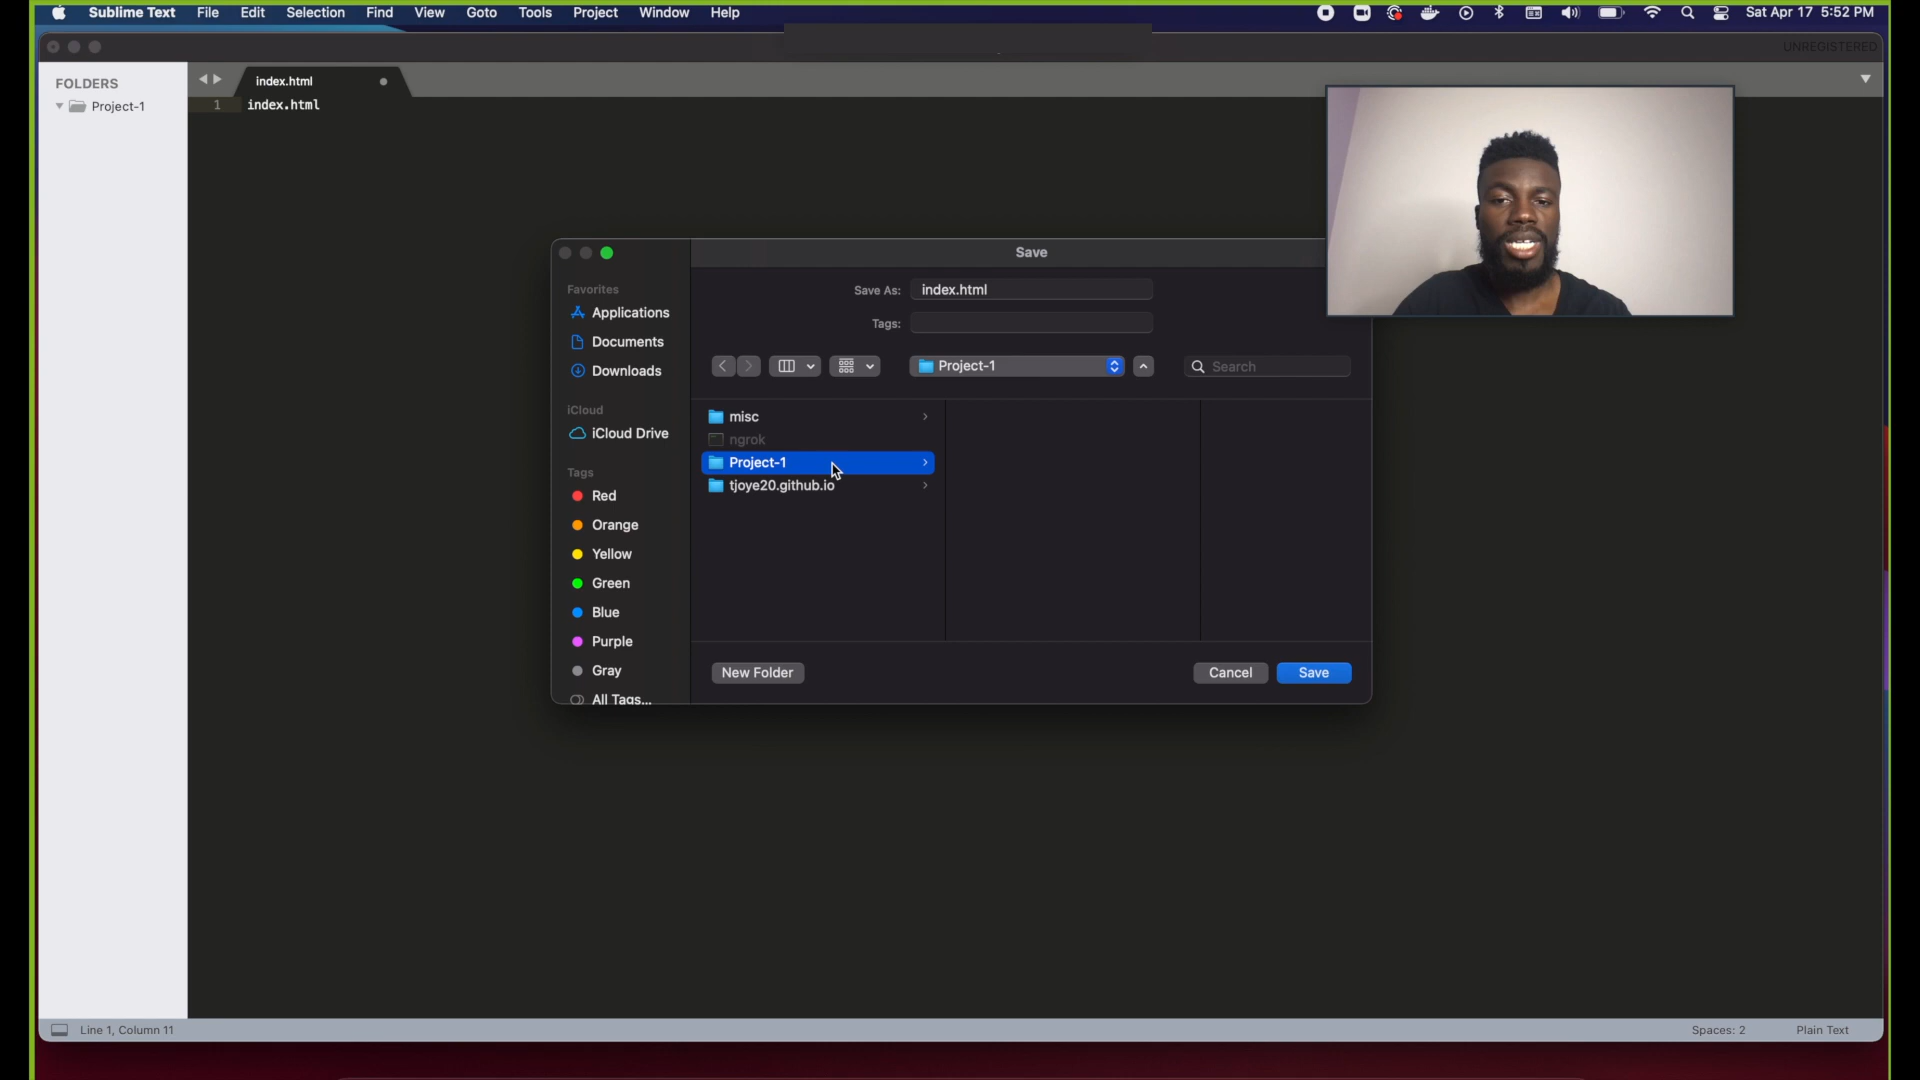 Sublime Text File Edit Selection Find View Goto Tools Project Window Help Sat Apr 17 5:52 PM
UNREGISTERED
FOLDERS
Project-1
index.html
1 index.html
Save
Save As: index.html
Tags:
Project-1
Search
Favorites
Applications
Documents
Downloads
iCloud
iCloud Drive
Tags
Red
Orange
Yellow
Green
Blue
Purple
Gray
All Tags...
misc
ngrok
Project-1
tjoye20.github.io
New Folder Cancel Save
Line 1, Column 11 Spaces: 2 Plain Text